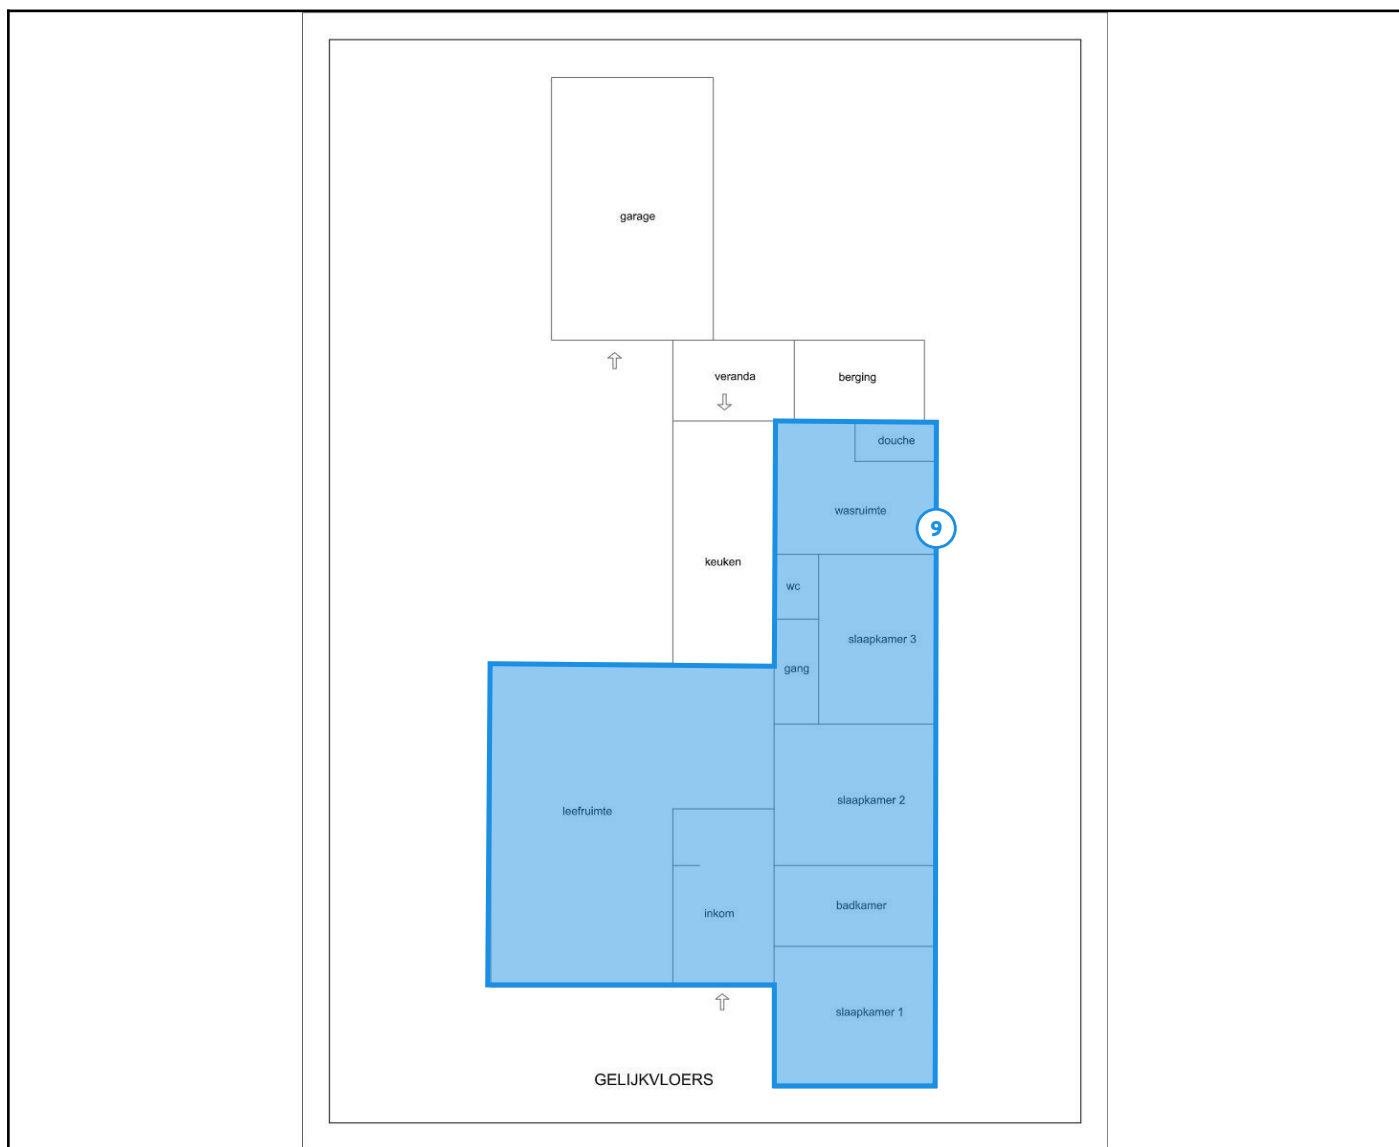 garage
veranda
berging
douche
wasruimte
9
keuken
wc
slaapkamer 3
gang
slaapkamer 2
leefruimte
badkamer
inkom
slaapkamer 1
GELIJKVLOERS